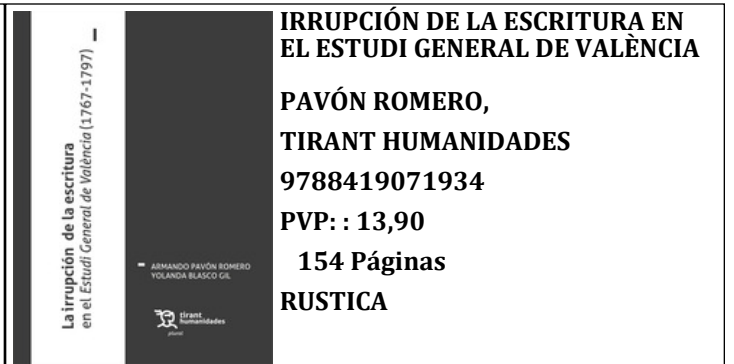 La irrupción de la escritura
en el Estudi General de València (1767-1797)
ARMANDO PAVÓN ROMERO
YOLANDA BLASCO GIL
tirant
humanidades
plural
IRRUPCIÓN DE LA ESCRITURA EN
EL ESTUDI GENERAL DE VALÈNCIA
PAVÓN ROMERO,
TIRANT HUMANIDADES
9788419071934
PVP: : 13,90
154 Páginas
RUSTICA